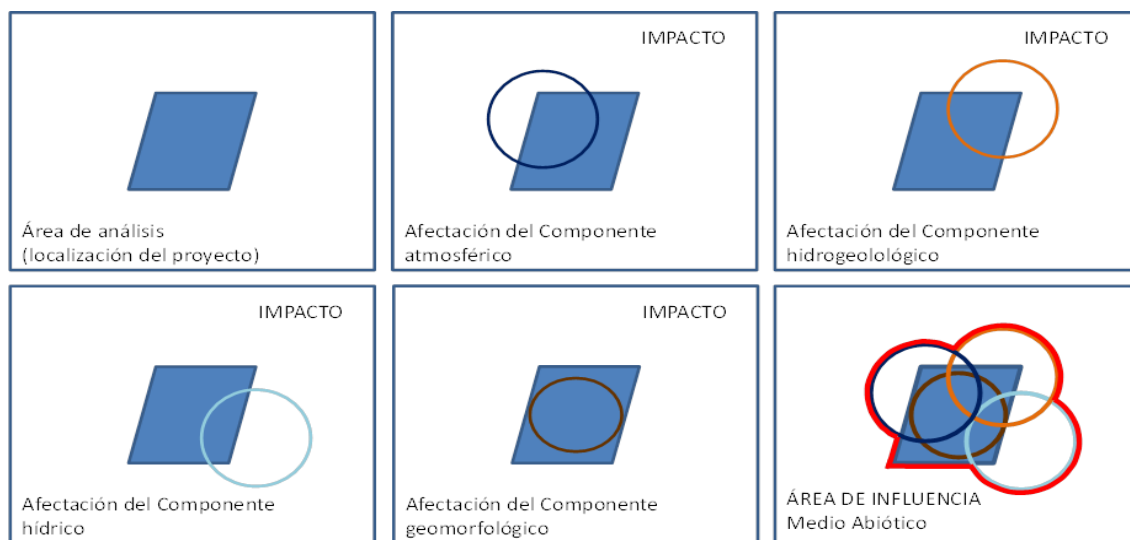 Área de análisis
(localización del proyecto)
IMPACTO
Afectación del Componente
atmosférico
IMPACTO
Afectación del Componente
hidrogeolológico
IMPACTO
Afectación del Componente
hídrico
IMPACTO
Afectación del Componente
geomorfológico
ÁREA DE INFLUENCIA
Medio Abiótico